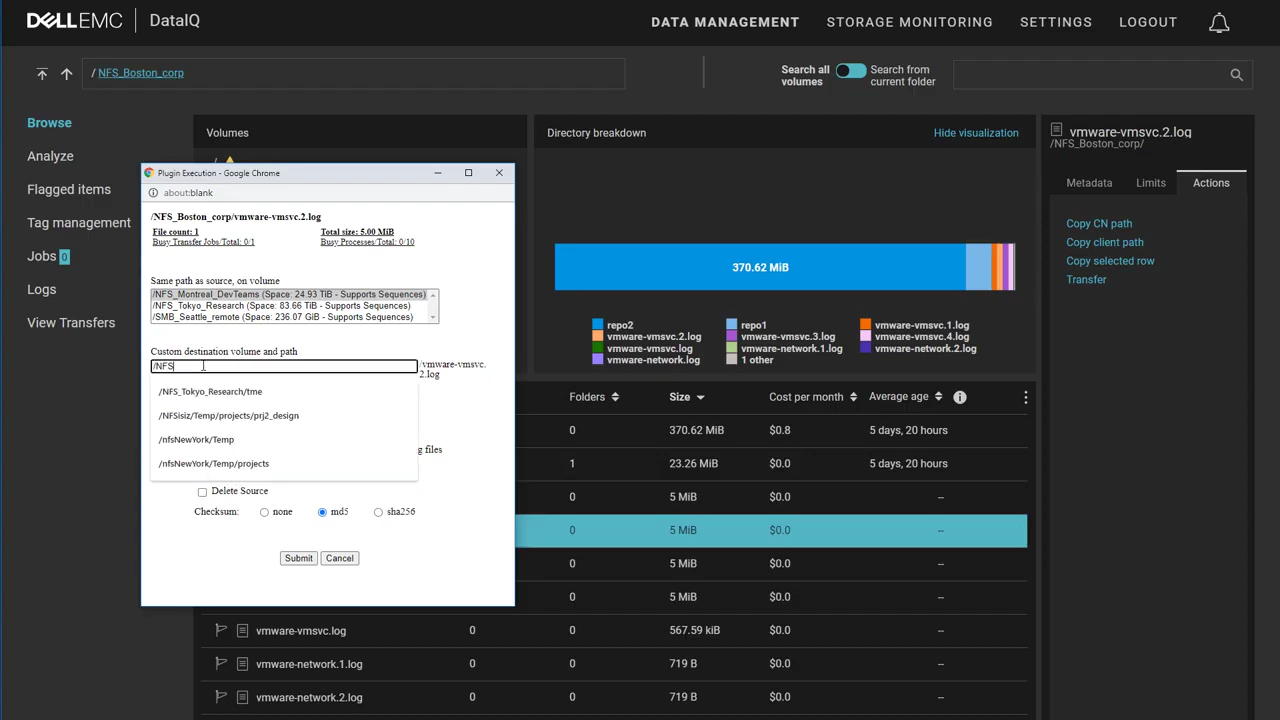 DELLEMC | DataIQ
DATA MANAGEMENT STORAGE MONITORING SETTINGS LOGOUT
/ NFS_Boston_corp
Search all volumes
Search from current folder
Browse
Analyze
Flagged items
Tag management
Jobs 0
Logs
View Transfers
Volumes
/
Plugin Execution - Google Chrome
about:blank
/NFS_Boston_corp/vmware-vmsvc.2.log
File count: 1 Total size: 5.00 MiB
Busy Transfer Jobs/Total: 0/1 Busy Processes/Total: 0/10
Same path as source, on volume
/NFS_Montreal_DevTeams (Space: 24.93 TiB - Supports Sequences)
/NFS_Tokyo_Research (Space: 83.66 TiB - Supports Sequences)
/SMB_Seattle_remote (Space: 236.07 GiB - Supports Sequences)
Custom destination volume and path
/NFS
/vmware-vmsvc.
2.log
/NFS_Tokyo_Research/tme
/NFSisiz/Temp/projects/prj2_design
/nfsNewYork/Temp
/nfsNewYork/Temp/projects
g files
Delete Source
Checksum: none md5 sha256
Submit Cancel
Directory breakdown Hide visualization
370.62 MiB
repo2 repo1 vmware-vmsvc.1.log
vmware-vmsvc.2.log vmware-vmsvc.3.log vmware-vmsvc.4.log
vmware-vmsvc.log vmware-network.1.log vmware-network.2.log
vmware-network.log 1 other
Folders Size Cost per month Average age
0 370.62 MiB $0.8 5 days, 20 hours
1 23.26 MiB $0.0 5 days, 20 hours
0 5 MiB $0.0 --
0 5 MiB $0.0 --
0 5 MiB $0.0 --
0 5 MiB $0.0 --
vmware-vmsvc.log 0 0 567.59 kiB $0.0 --
vmware-network.1.log 0 0 719 B $0.0 --
vmware-network.2.log 0 0 719 B $0.0 --
vmware-vmsvc.2.log
/NFS_Boston_corp/
Metadata Limits Actions
Copy CN path
Copy client path
Copy selected row
Transfer